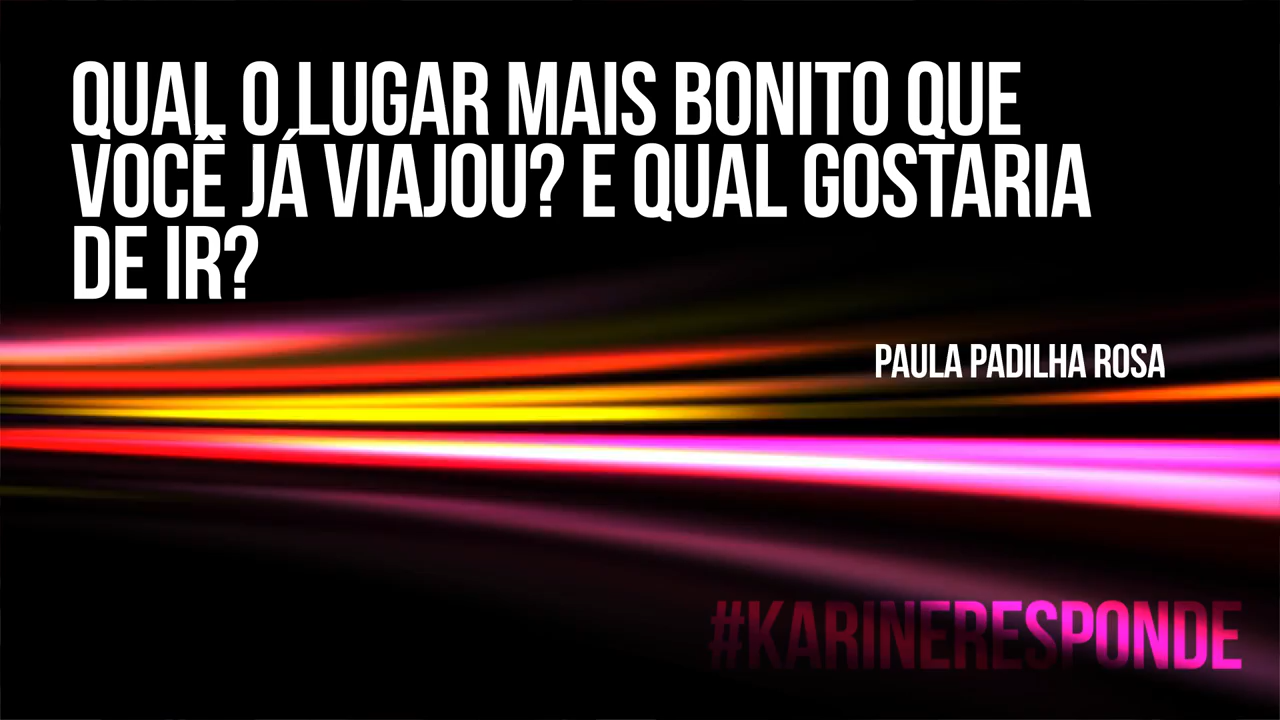 QUAL O LUGAR MAIS BONITO QUE
VOCÊ JÁ VIAJOU? E QUAL GOSTARIA
DE IR?
PAULA PADILHA ROSA
#KARINERESPONDE